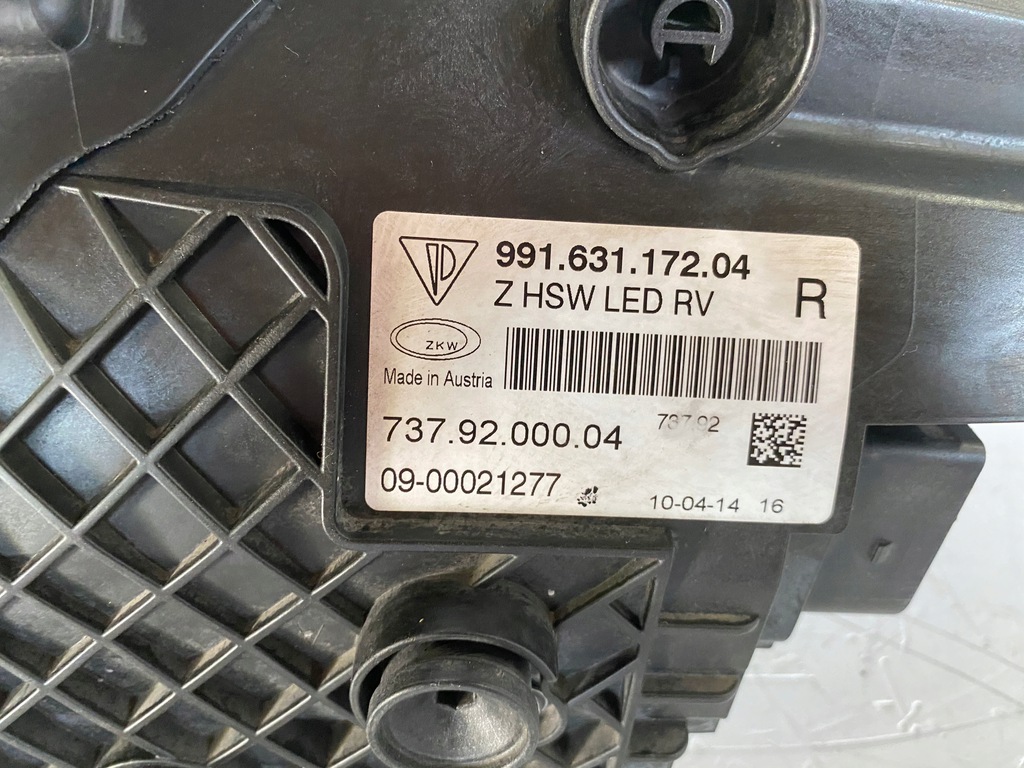 991.631.172.04
Z HSW LED RV
R
ZKW
Made in Austria
737.92.000.04
737.92
09-00021277
10-04-14 16